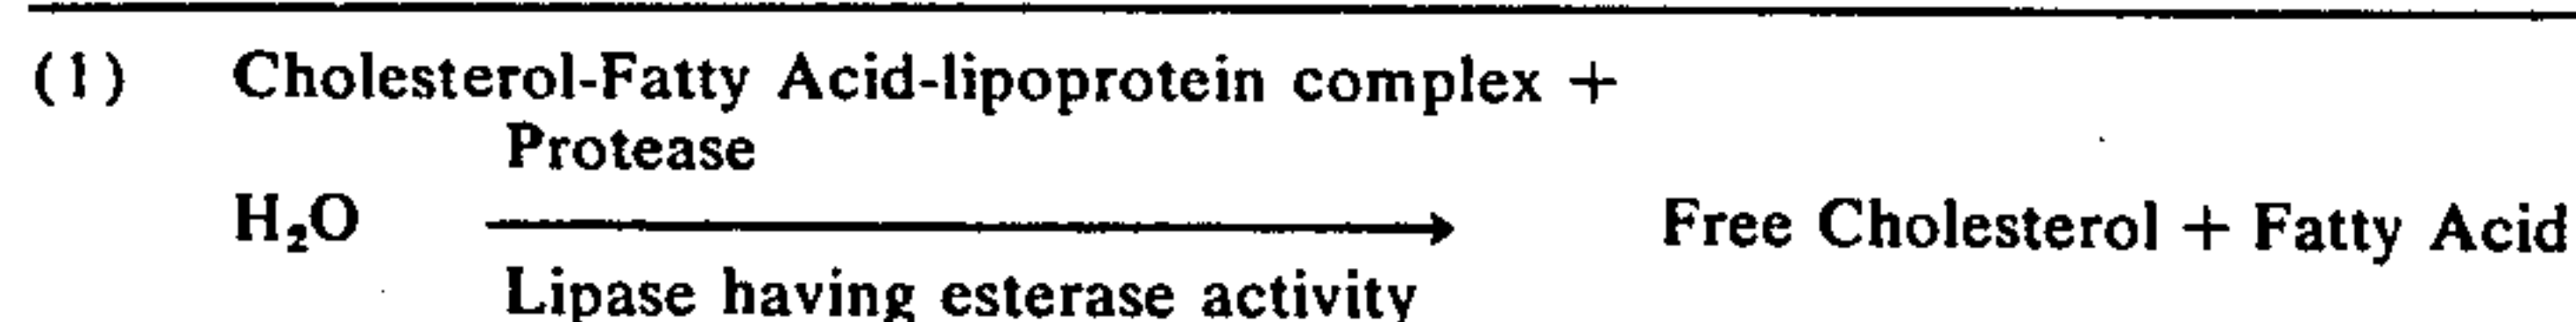 (1) Cholesterol-Fatty Acid-lipoprotein complex +
Protease
H₂O ⟶ Free Cholesterol + Fatty Acid
Lipase having esterase activity